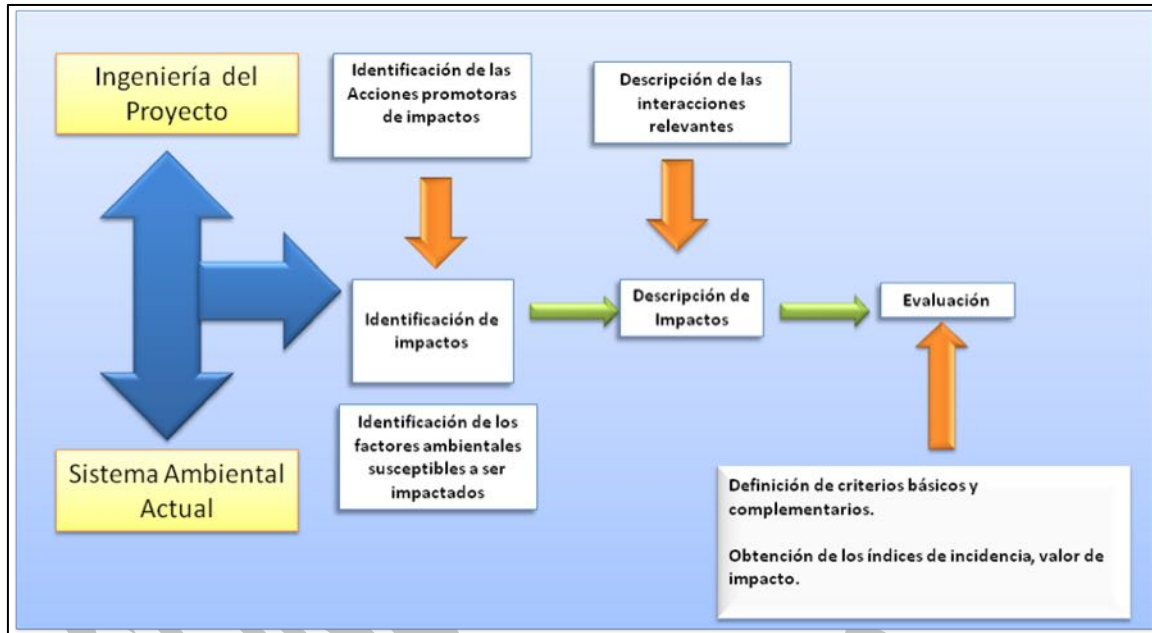 Ingeniería del
Proyecto
Identificación de las
Acciones promotoras
de impactos
Descripción de las
interacciones
relevantes
Identificación de
impactos
Descripción de
Impactos
Evaluación
Identificación de los
factores ambientales
susceptibles a ser
impactados
Sistema Ambiental
Actual
Definición de criterios básicos y
complementarios.
Obtención de los índices de incidencia, valor de
impacto.